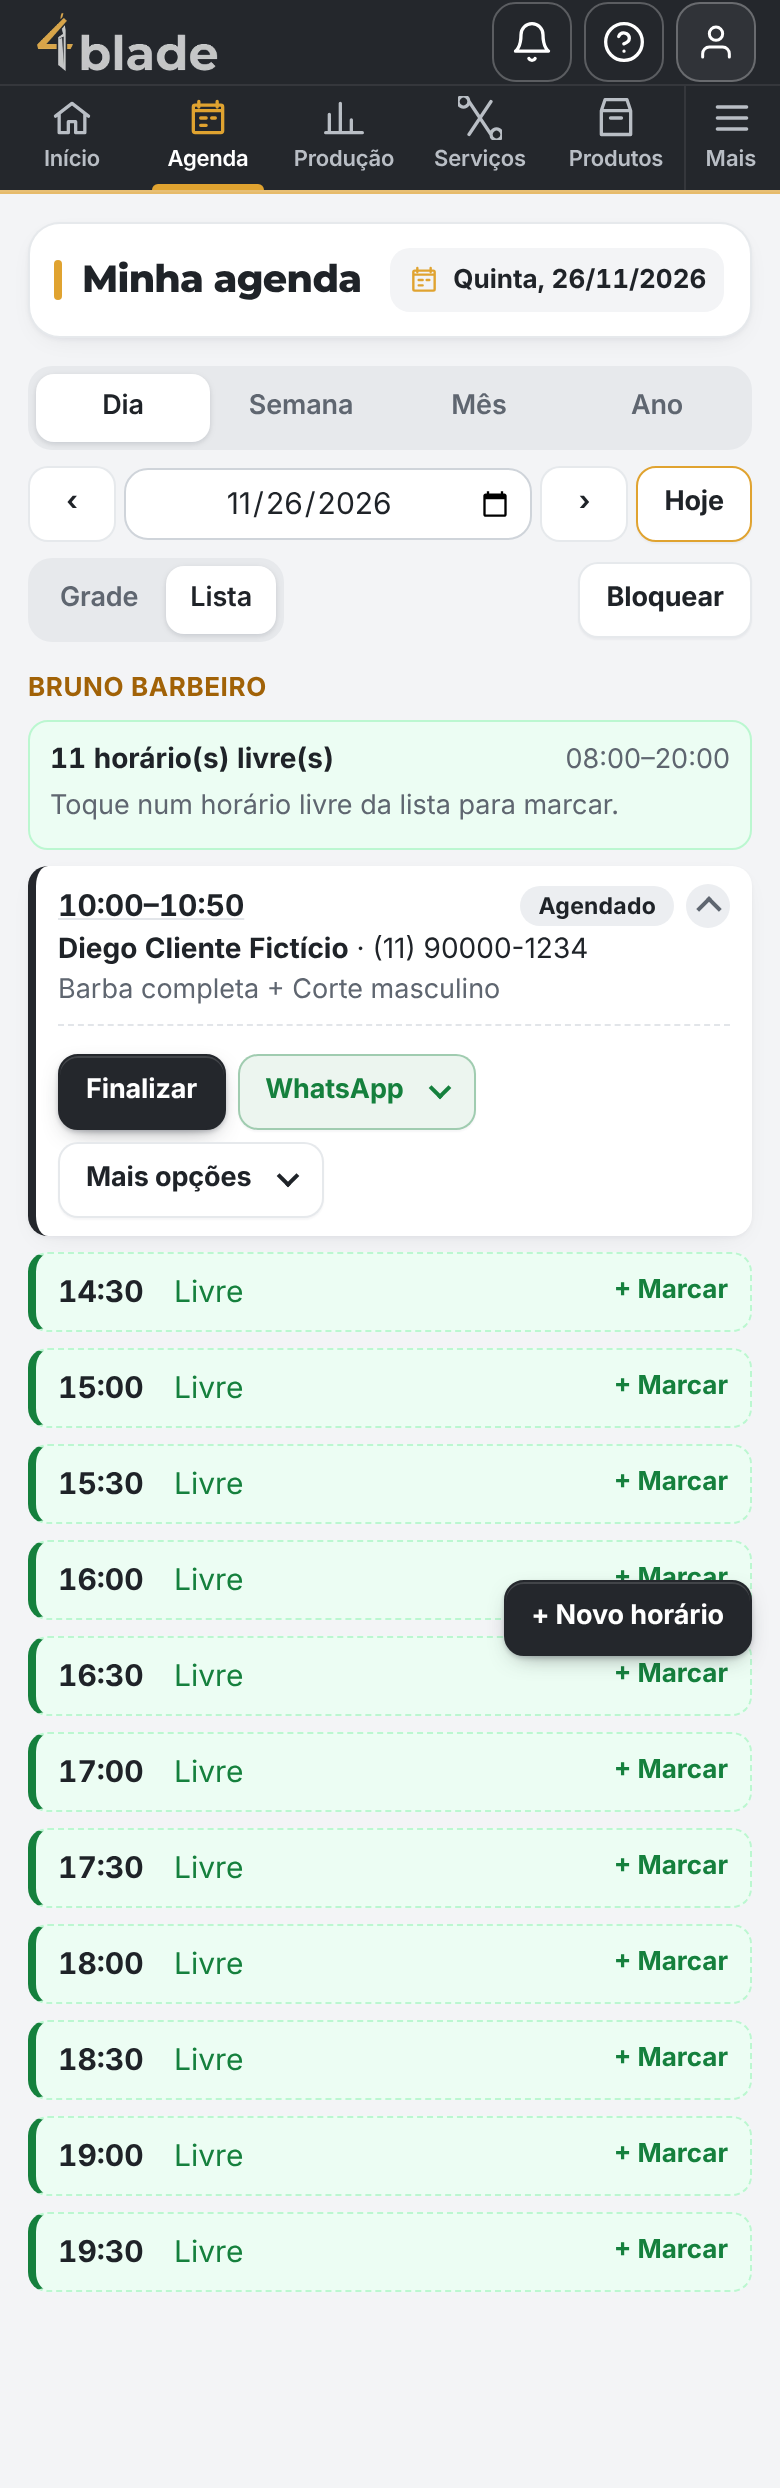 4blade
Início Agenda Produção Serviços Produtos Mais
Minha agenda Quinta, 26/11/2026
Dia Semana Mês Ano
‹ 11/26/2026 › Hoje
Grade Lista Bloquear
BRUNO BARBEIRO
11 horário(s) livre(s) 08:00–20:00
Toque num horário livre da lista para marcar.
10:00–10:50 Agendado
Diego Cliente Fictício · (11) 90000-1234
Barba completa + Corte masculino
Finalizar WhatsApp
Mais opções
14:30 Livre + Marcar
15:00 Livre + Marcar
15:30 Livre + Marcar
16:00 Livre + Marcar
+ Novo horário
16:30 Livre + Marcar
17:00 Livre + Marcar
17:30 Livre + Marcar
18:00 Livre + Marcar
18:30 Livre + Marcar
19:00 Livre + Marcar
19:30 Livre + Marcar